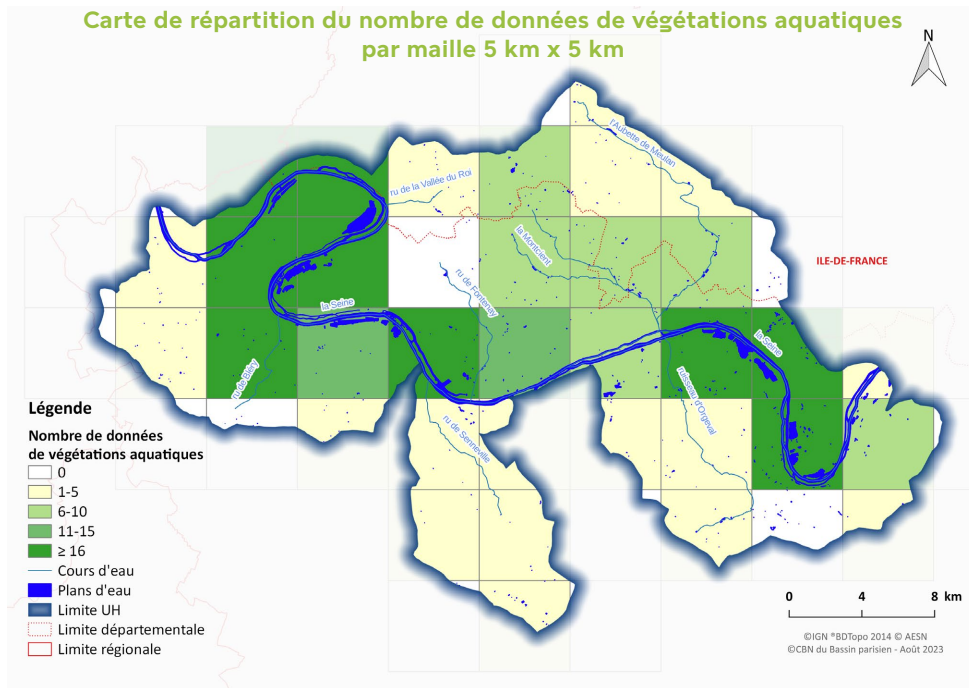 Carte de répartition du nombre de données de végétations aquatiques
par maille 5 km x 5 km
N
l'Aubette de Meulan
ru de la Vallée du Roi
la Montcient
ILE-DE-FRANCE
ru de Fontenay
la Seine
la Seine
ru de Bléry
ruisseau d'Orgeval
ru de Senneville
Légende
Nombre de données
de végétations aquatiques
0
1-5
6-10
11-15
≥ 16
Cours d'eau
Plans d'eau
Limite UH
Limite départementale
Limite régionale
0 4 8 km
©IGN ®BDTopo 2014 © AESN
©CBN du Bassin parisien - Août 2023